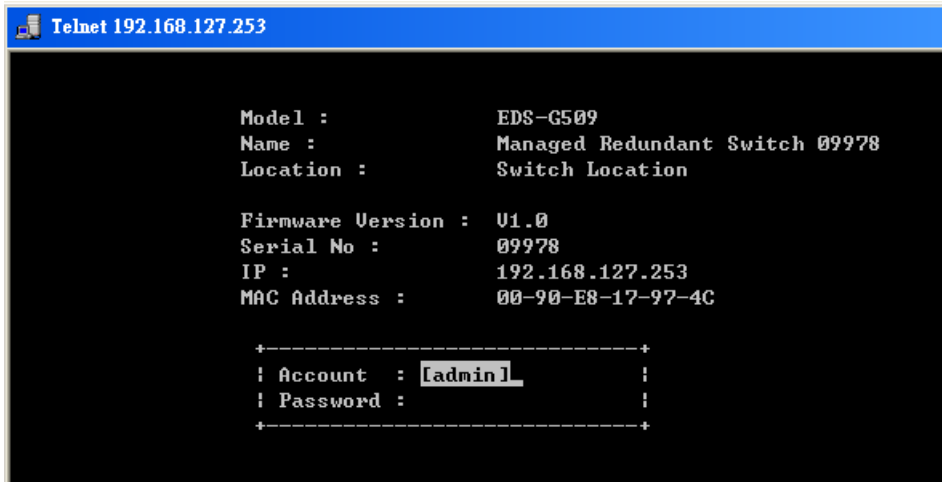 Telnet 192.168.127.253
Model : EDS-G509
Name : Managed Redundant Switch 09978
Location : Switch Location
Firmware Version : V1.0
Serial No : 09978
IP : 192.168.127.253
MAC Address : 00-90-E8-17-97-4C
Account : [admin]
Password :